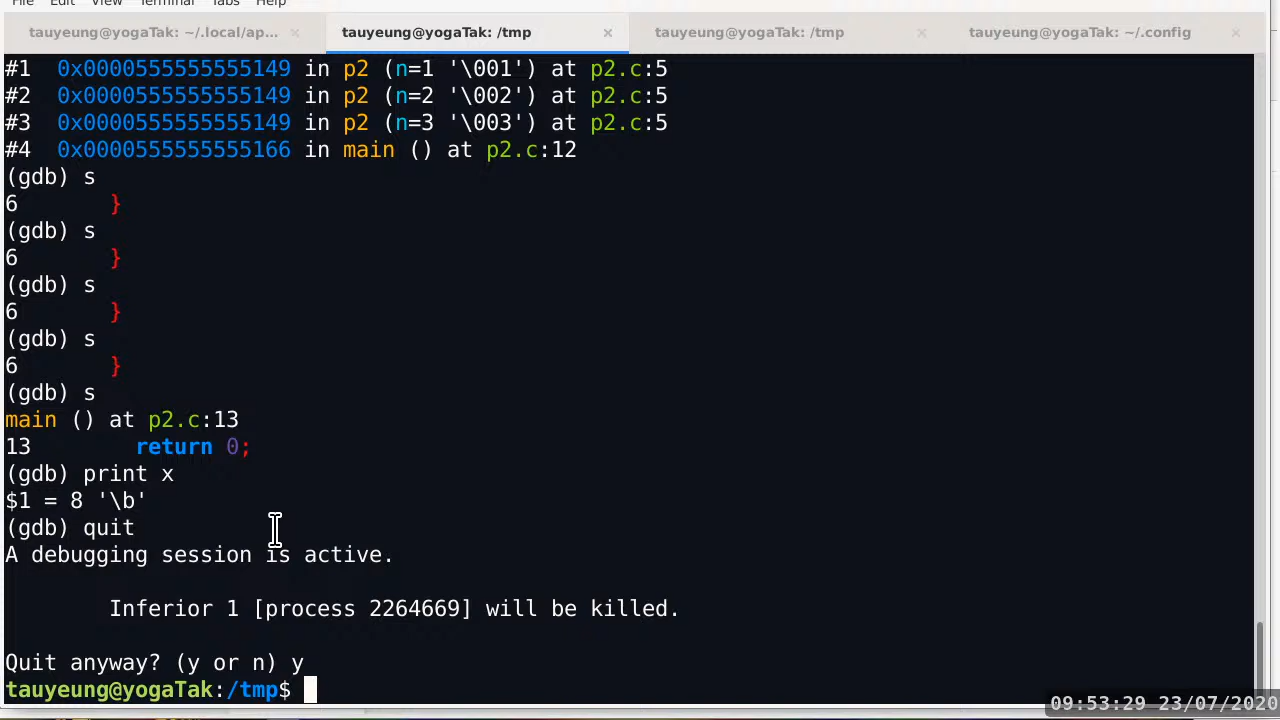 File Edit View Terminal Tabs Help
tauyeung@yogaTak: ~/.local/ap... × tauyeung@yogaTak: /tmp × tauyeung@yogaTak: /tmp × tauyeung@yogaTak: ~/.config ×
#1  0x0000555555555149 in p2 (n=1 '\001') at p2.c:5
#2  0x0000555555555149 in p2 (n=2 '\002') at p2.c:5
#3  0x0000555555555149 in p2 (n=3 '\003') at p2.c:5
#4  0x0000555555555166 in main () at p2.c:12
(gdb) s
6       }
(gdb) s
6       }
(gdb) s
6       }
(gdb) s
6       }
(gdb) s
main () at p2.c:13
13        return 0;
(gdb) print x
$1 = 8 '\b'
(gdb) quit
A debugging session is active.
        Inferior 1 [process 2264669] will be killed.
Quit anyway? (y or n) y
tauyeung@yogaTak:/tmp$
09:53:29 23/07/2020